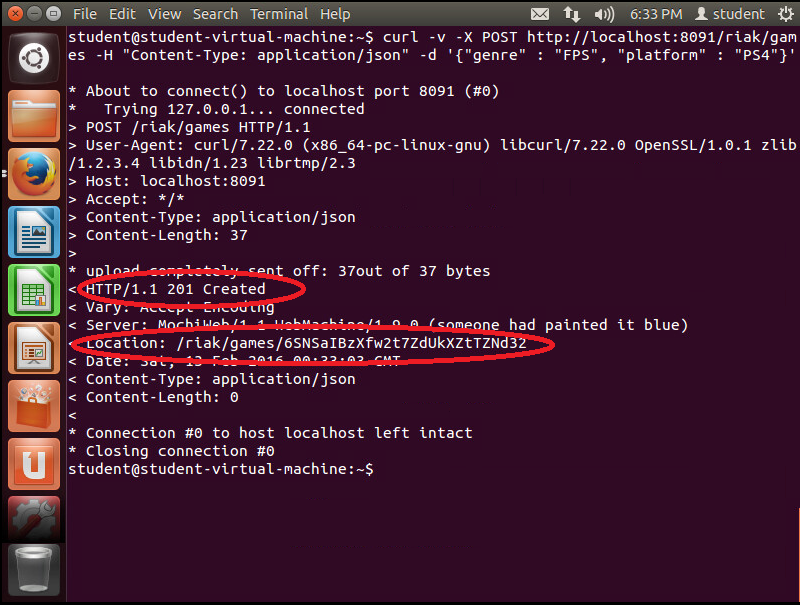 File Edit View Search Terminal Help 6:33 PM student
student@student-virtual-machine:~$ curl -v -X POST http://localhost:8091/riak/gam
es -H "Content-Type: application/json" -d '{"genre" : "FPS", "platform" : "PS4"}'
* About to connect() to localhost port 8091 (#0)
*   Trying 127.0.0.1... connected
> POST /riak/games HTTP/1.1
> User-Agent: curl/7.22.0 (x86_64-pc-linux-gnu) libcurl/7.22.0 OpenSSL/1.0.1 zlib
/1.2.3.4 libidn/1.23 librtmp/2.3
> Host: localhost:8091
> Accept: */*
> Content-Type: application/json
> Content-Length: 37
>
* upload completely sent off: 37out of 37 bytes
< HTTP/1.1 201 Created
< Vary: Accept-Encoding
< Server: MochiWeb/1.1 WebMachine/1.9.0 (someone had painted it blue)
< Location: /riak/games/6SNSaIBzXfw2t7ZdUkXZtTZNd32
< Date: Sat, 13 Feb 2016 00:33:03 GMT
< Content-Type: application/json
< Content-Length: 0
<
* Connection #0 to host localhost left intact
* Closing connection #0
student@student-virtual-machine:~$